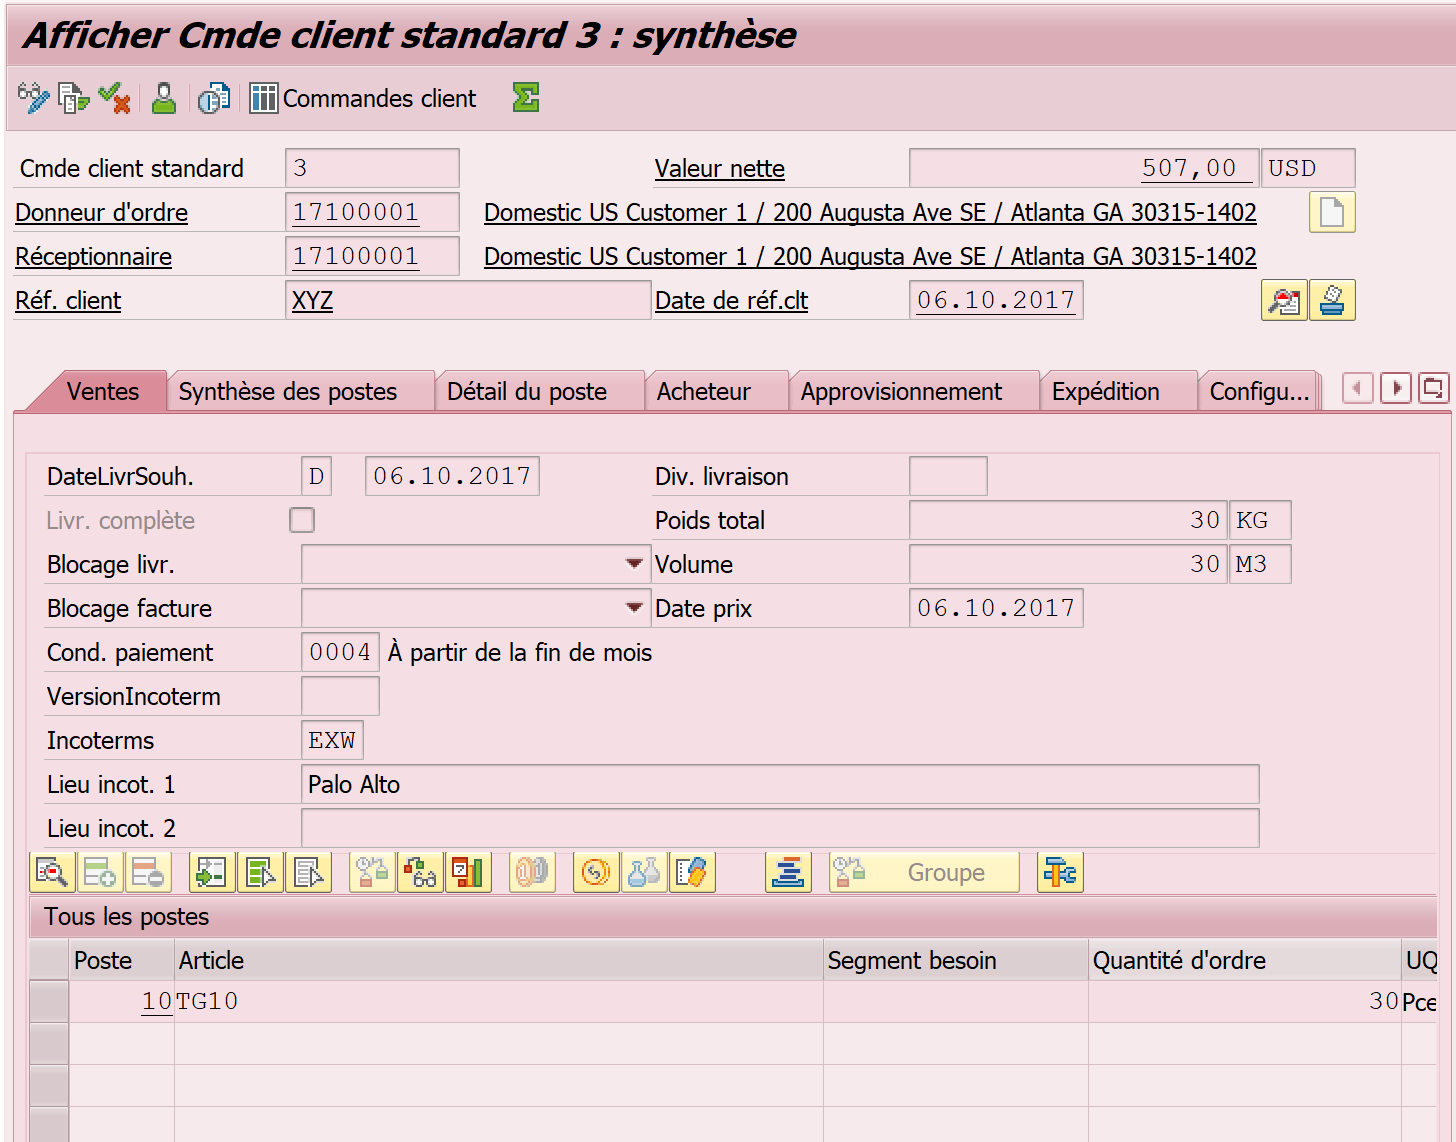 Afficher Cmde client standard 3 : synthèse
Commandes client
Cmde client standard 3 Valeur nette 507,00 USD
Donneur d'ordre 17100001 Domestic US Customer 1 / 200 Augusta Ave SE / Atlanta GA 30315-1402
Réceptionnaire 17100001 Domestic US Customer 1 / 200 Augusta Ave SE / Atlanta GA 30315-1402
Réf. client XYZ Date de réf.clt 06.10.2017
Ventes Synthèse des postes Détail du poste Acheteur Approvisionnement Expédition Configu...
DateLivrSouh. D 06.10.2017 Div. livraison
Livr. complète Poids total 30 KG
Blocage livr. Volume 30 M3
Blocage facture Date prix 06.10.2017
Cond. paiement 0004 À partir de la fin de mois
VersionIncoterm
Incoterms EXW
Lieu incot. 1 Palo Alto
Lieu incot. 2
Groupe
Tous les postes
Poste Article Segment besoin Quantité d'ordre UQ
10 TG10 30 Pce